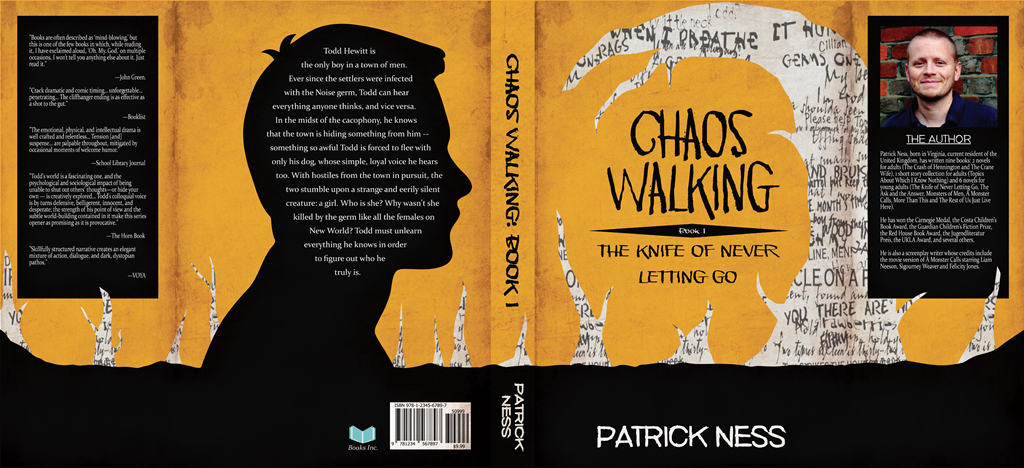 "Books are often described as 'mind-blowing,' but
this is one of the few books in which, while reading
it, I have exclaimed aloud, 'Oh. My. God.' on multiple
occasions. I won't tell you anything else about it. Just
read it."
—John Green.
"Crack dramatic and comic timing... unforgettable...
penetrating... The cliffhanger ending is as effective as
a shot to the gut."
—Booklist
"The emotional, physical, and intellectual drama is
well crafted and relentless... Tension [and]
suspense... are palpable throughout, mitigated by
occasional moments of welcome humor."
—School Library Journal
"Todd's world is a fascinating one, and the
psychological and sociological impact of being
unable to shut out others' thoughts—or hide your
own — is creatively explored... Todd's colloquial voice
is by turns defensive, belligerent, innocent, and
desperate; the strength of his point of view and the
subtle world-building contained in it make this series
opener as promising as it is provocative."
—The Horn Book
"Skillfully structured narrative creates an elegant
mixture of action, dialogue, and dark, dystopian
pathos."
—VOYA
Todd Hewitt is
the only boy in a town of men.
Ever since the settlers were infected
with the Noise germ, Todd can hear
everything anyone thinks, and vice versa.
In the midst of the cacophony, he knows
that the town is hiding something from him --
something so awful Todd is forced to flee with
only his dog, whose simple, loyal voice he hears
too. With hostiles from the town in pursuit, the
two stumble upon a strange and eerily silent
creature: a girl. Who is she? Why wasn't she
killed by the germ like all the females on
New World? Todd must unlearn
everything he knows in order
to figure out who he
truly is.
Books Inc.
ISBN 978-1-2345-6789-7
50999
9 781234 567897
$9.99
CHAOS WALKING: BOOK I
PATRICK
NESS
little neck
WHEN I BREATHE IT
RAGS
Gillian
GERMS ONE
CHAOS
WALKING
Book I
THE KNIFE OF NEVER
LETTING GO
YOU THERE ARE
PATRICK NESS
THE AUTHOR
Patrick Ness, born in Virginia, current resident of the
United Kingdom, has written nine books: 2 novels
for adults (The Crash of Hennington and The Crane
Wife), 1 short story collection for adults (Topics
About Which I Know Nothing) and 6 novels for
young adults (The Knife of Never Letting Go, The
Ask and the Answer, Monsters of Men, A Monster
Calls, More Than This and The Rest of Us Just Live
Here).
He has won the Carnegie Medal, the Costa Children's
Book Award, the Guardian Children's Fiction Prize,
the Red House Book Award, the Jugendliteratur
Preis, the UKLA Award, and several others.
He is also a screenplay writer whose credits include
the movie version of A Monster Calls starring Liam
Neeson, Sigourney Weaver and Felicity Jones.